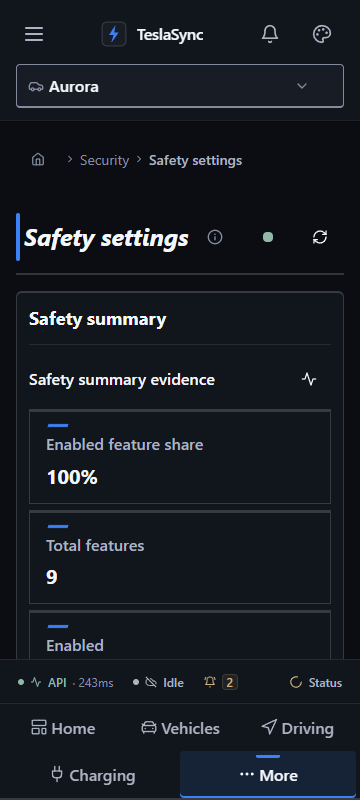 TeslaSync
Aurora
Security Safety settings
Safety settings
Safety summary
Safety summary evidence
Enabled feature share
100%
Total features
9
Enabled
API · 243ms Idle 2 Status
Home Vehicles Driving
Charging ··· More